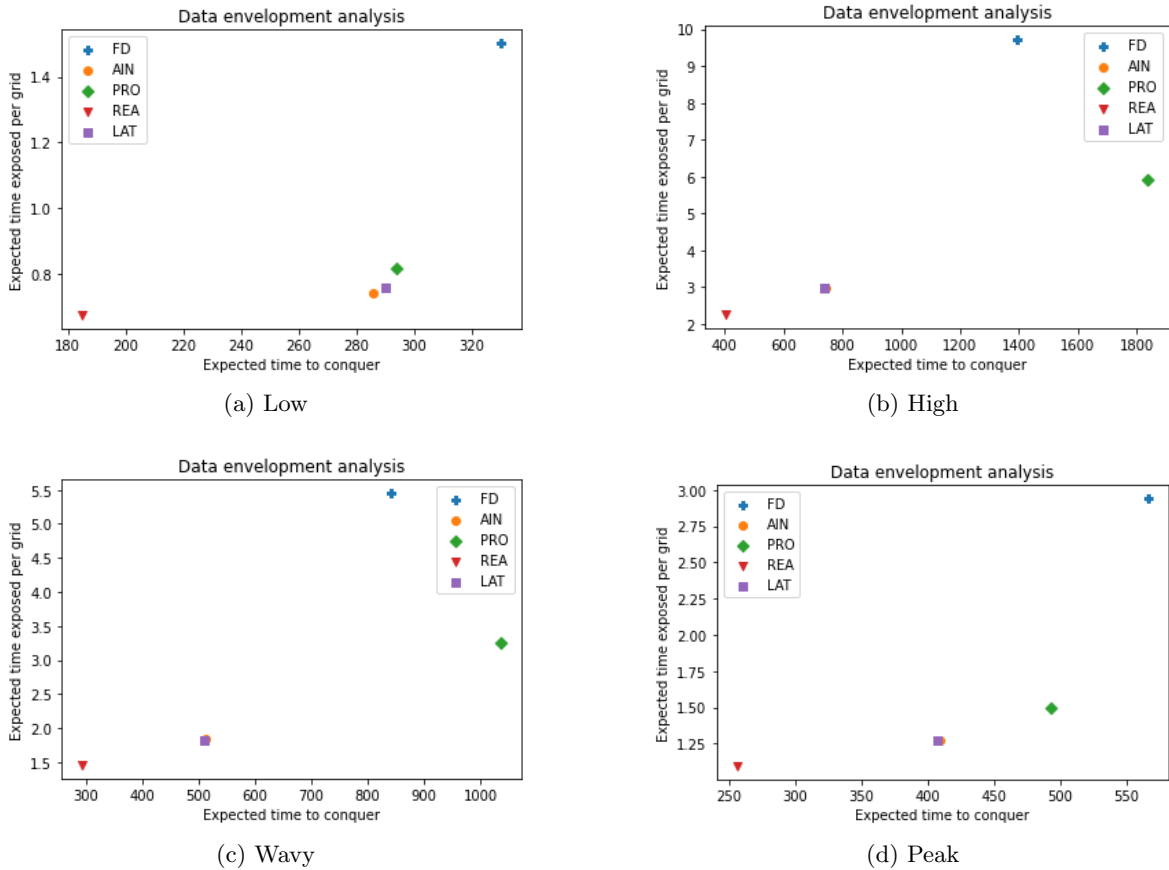 Data envelopment analysis
Expected time exposed per grid
1.4
1.2
1.0
0.8
FD
AIN
PRO
REA
LAT
180 200 220 240 260 280 300 320
Expected time to conquer
(a) Low
Data envelopment analysis
Expected time exposed per grid
10
9
8
7
6
5
4
3
2
FD
AIN
PRO
REA
LAT
400 600 800 1000 1200 1400 1600 1800
Expected time to conquer
(b) High
Data envelopment analysis
Expected time exposed per grid
5.5
5.0
4.5
4.0
3.5
3.0
2.5
2.0
1.5
FD
AIN
PRO
REA
LAT
300 400 500 600 700 800 900 1000
Expected time to conquer
(c) Wavy
Data envelopment analysis
Expected time exposed per grid
3.00
2.75
2.50
2.25
2.00
1.75
1.50
1.25
FD
AIN
PRO
REA
LAT
250 300 350 400 450 500 550
Expected time to conquer
(d) Peak